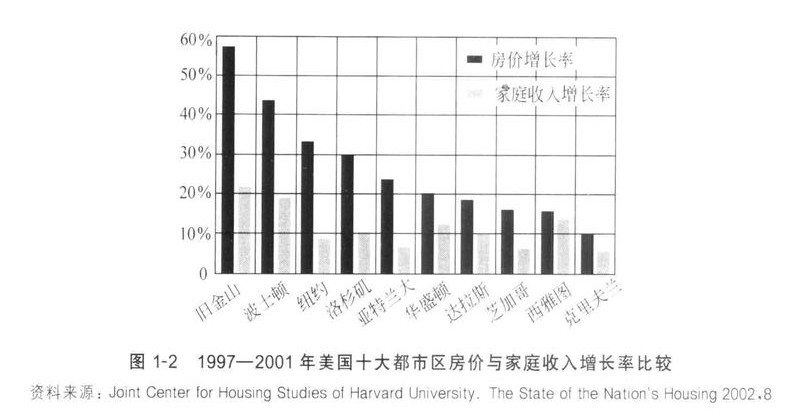 60%
50%
40%
30%
20%
10%
0
房价增长率
家庭收入增长率
旧金山
波士顿
纽约
洛杉矶
亚特兰大
华盛顿
达拉斯
芝加哥
西雅图
克里夫兰
图 1-2 1997—2001 年美国十大都市区房价与家庭收入增长率比较
资料来源：Joint Center for Housing Studies of Harvard University. The State of the Nation's Housing 2002,8